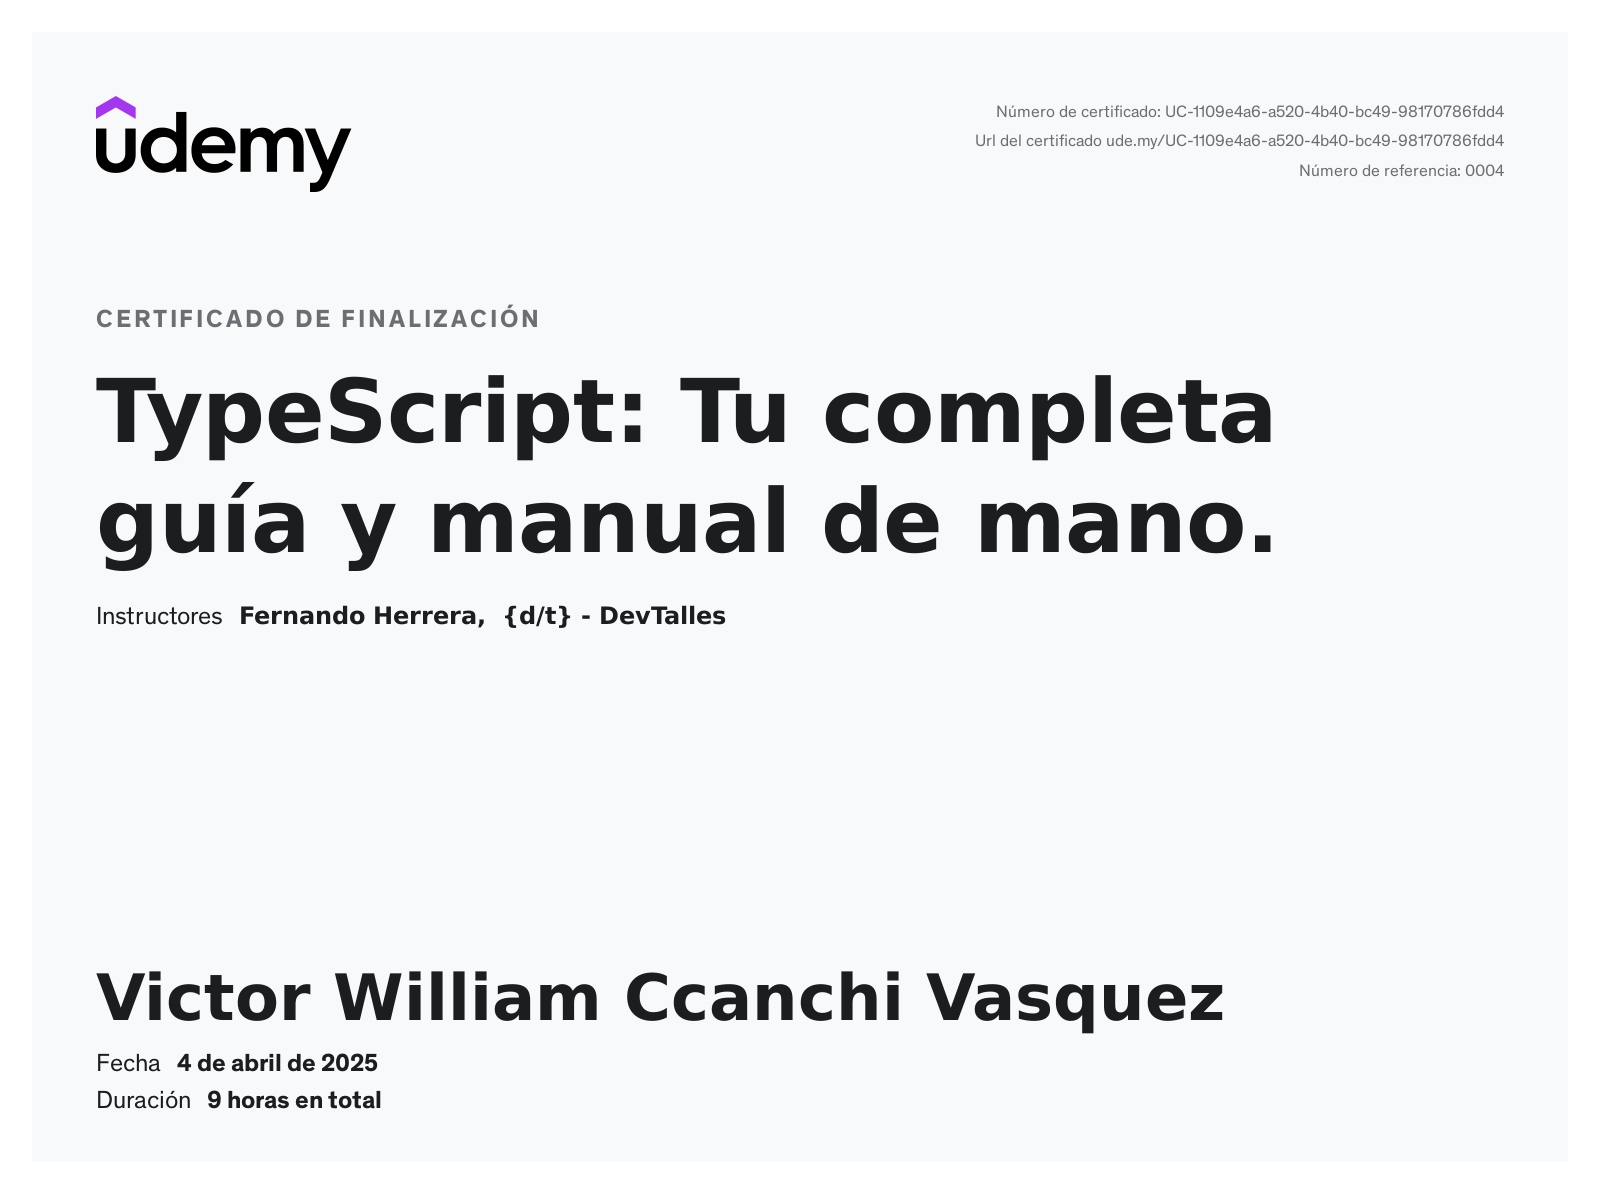 udemy
Número de certificado: UC-1109e4a6-a520-4b40-bc49-98170786fdd4
Url del certificado ude.my/UC-1109e4a6-a520-4b40-bc49-98170786fdd4
Número de referencia: 0004
CERTIFICADO DE FINALIZACIÓN
TypeScript: Tu completa
guía y manual de mano.
Instructores Fernando Herrera, {d/t} - DevTalles
Victor William Ccanchi Vasquez
Fecha 4 de abril de 2025
Duración 9 horas en total